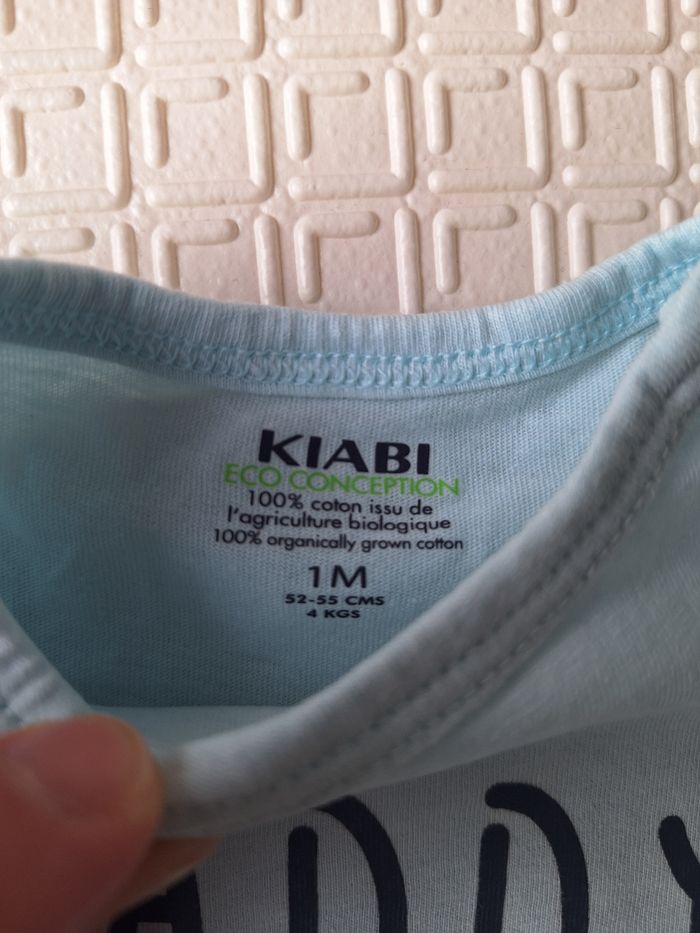 KIABI
ECO CONCEPTION
100% coton issu de
l'agriculture biologique
100% organically grown cotton
1M
52-55 CMS
4 KGS